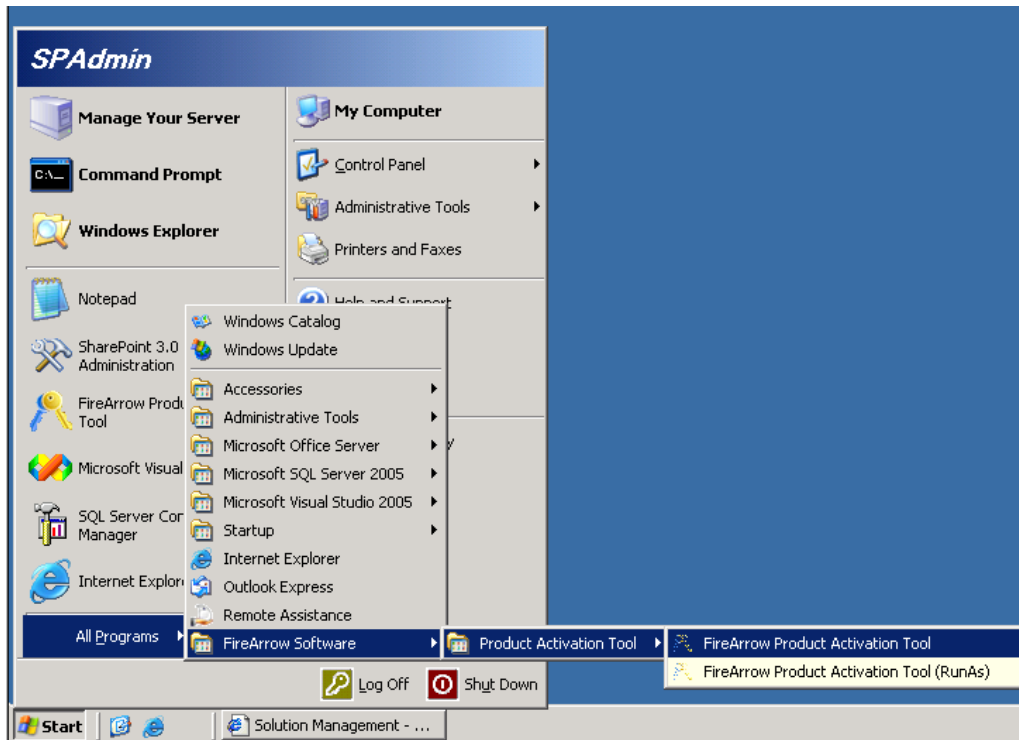 SPAdmin
Manage Your Server
C:\_
Command Prompt
Windows Explorer
Notepad
SharePoint 3.0
Administration
FireArrow Produ
Tool
Microsoft Visual
SQL Server Con
Manager
Internet Explor
All Programs
My Computer
Control Panel
Administrative Tools
Printers and Faxes
Help and Support
Windows Catalog
Windows Update
Accessories
Administrative Tools
Microsoft Office Server
Microsoft SQL Server 2005
Microsoft Visual Studio 2005
Startup
Internet Explorer
Outlook Express
Remote Assistance
FireArrow Software
Product Activation Tool
FireArrow Product Activation Tool
FireArrow Product Activation Tool (RunAs)
Log Off
Shut Down
Start
Solution Management - ...